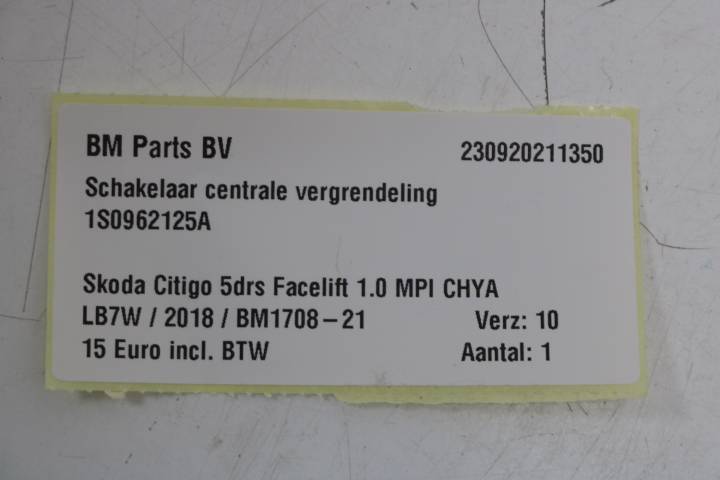 BM Parts BV 230920211350
Schakelaar centrale vergrendeling
1S0962125A
Skoda Citigo 5drs Facelift 1.0 MPI CHYA
LB7W / 2018 / BM1708-21 Verz: 10
15 Euro incl. BTW Aantal: 1